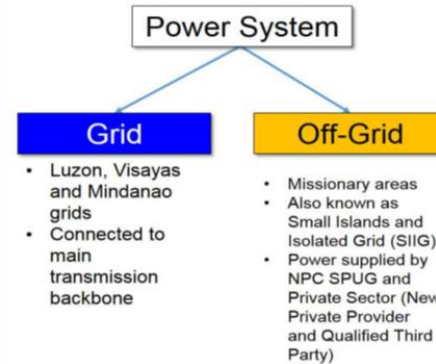 Power System
Grid
• Luzon, Visayas
and Mindanao
grids
• Connected to
main
transmission
backbone
Off-Grid
• Missionary areas
• Also known as
Small Islands and
Isolated Grid (SIIG)
• Power supplied by
NPC SPUG and
Private Sector (New
Private Provider
and Qualified Third
Party)